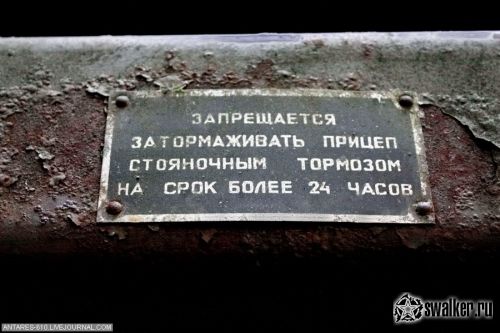 ЗАПРЕЩАЕТСЯ
ЗАТОРМАЖИВАТЬ ПРИЦЕП
СТОЯНОЧНЫМ ТОРМОЗОМ
НА СРОК БОЛЕЕ 24 ЧАСОВ
ANTARES-610.LIVEJOURNAL.COM
swalker.ru